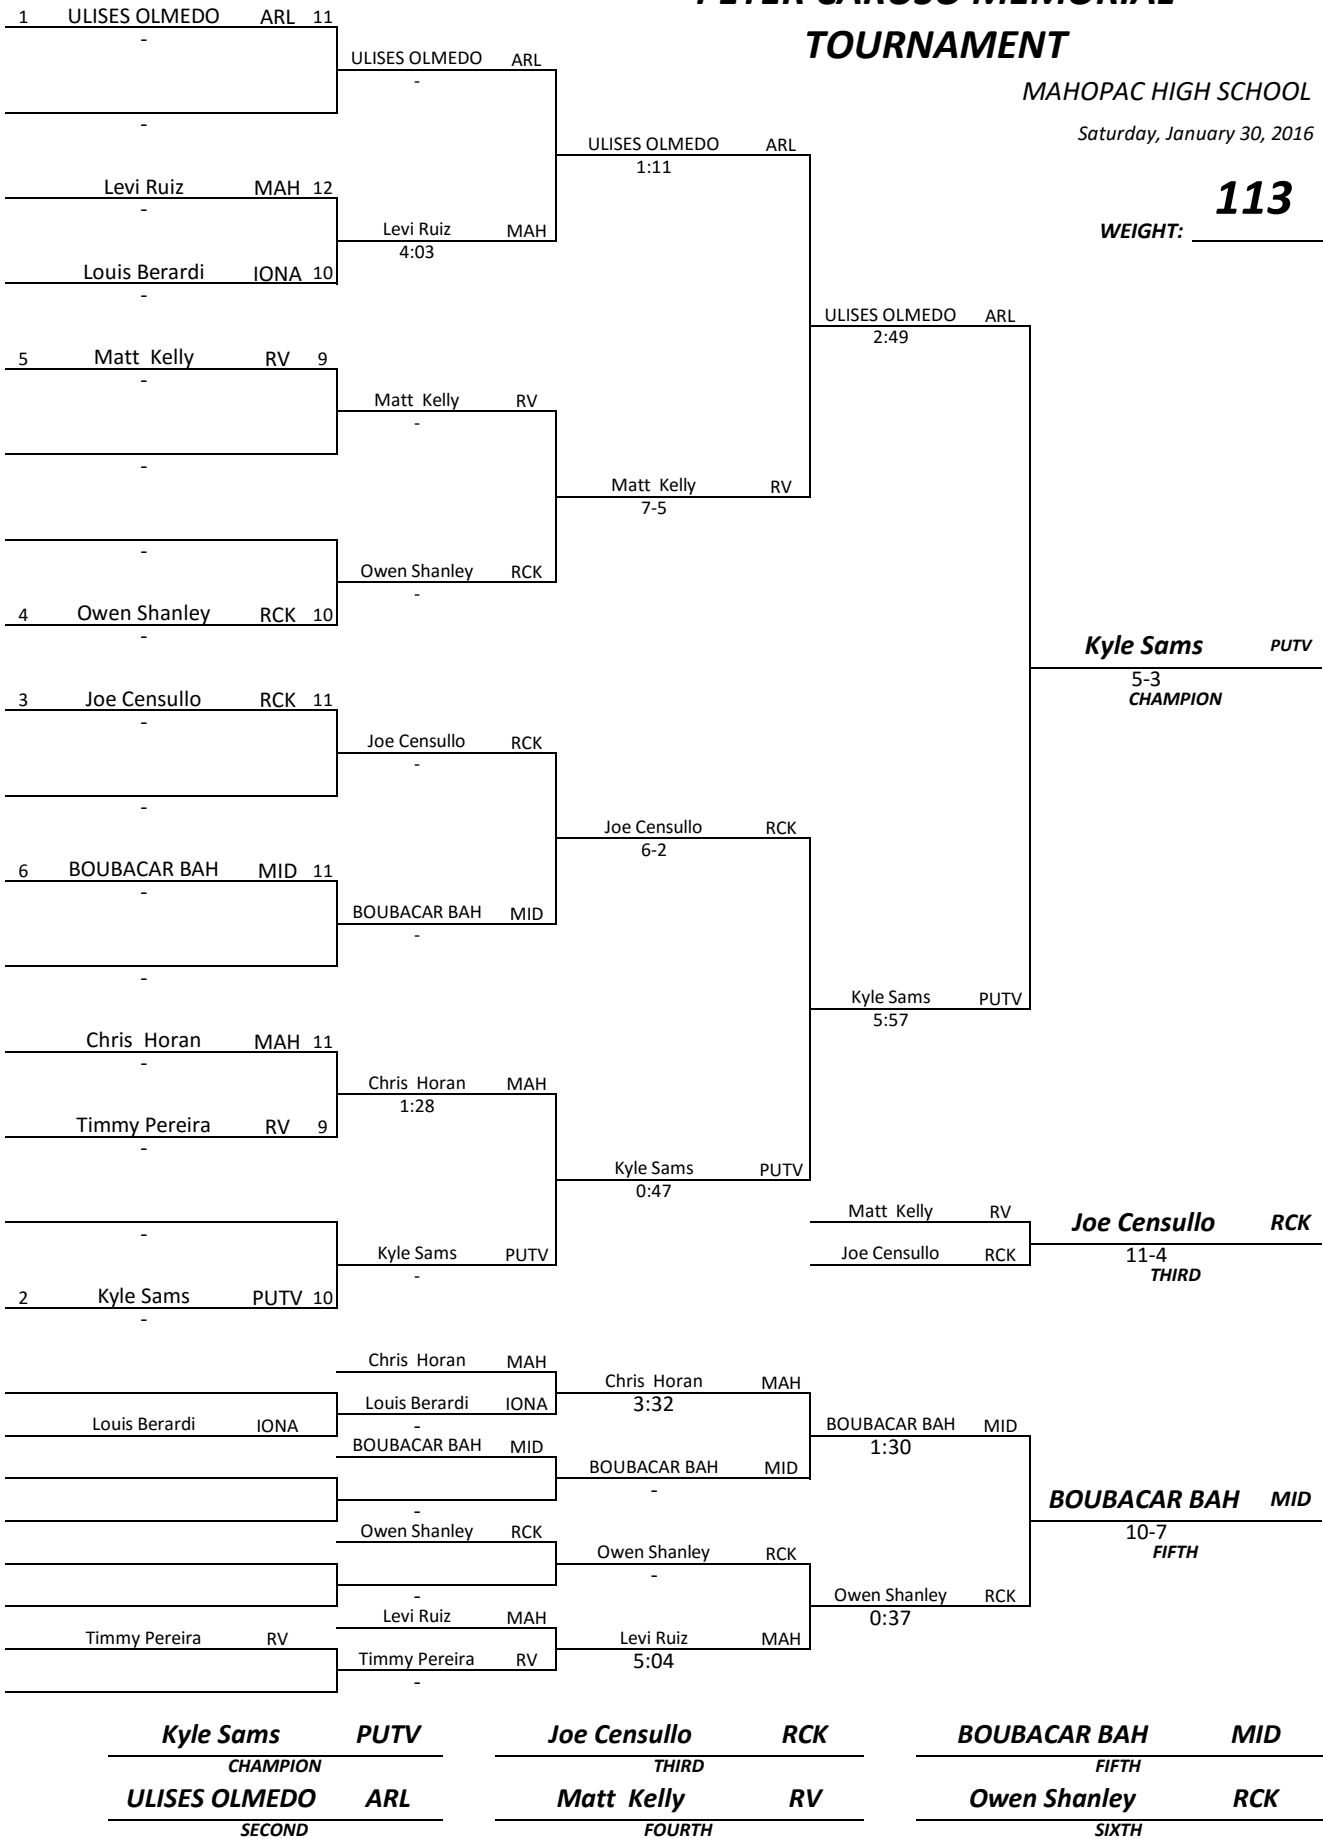 TOURNAMENT
MAHOPAC HIGH SCHOOL
Saturday, January 30, 2016
113
WEIGHT:
1 ULISES OLMEDO ARL 11
-
-
Levi Ruiz MAH 12
-
Louis Berardi IONA 10
-
5 Matt Kelly RV 9
-
-
-
4 Owen Shanley RCK 10
-
3 Joe Censullo RCK 11
-
-
6 BOUBACAR BAH MID 11
-
-
Chris Horan MAH 11
-
Timmy Pereira RV 9
-
-
2 Kyle Sams PUTV 10
-
ULISES OLMEDO ARL
-
Levi Ruiz MAH
4:03
Matt Kelly RV
-
Owen Shanley RCK
-
Joe Censullo RCK
-
BOUBACAR BAH MID
-
Chris Horan MAH
1:28
Kyle Sams PUTV
-
ULISES OLMEDO ARL
1:11
Matt Kelly RV
7-5
Joe Censullo RCK
6-2
Kyle Sams PUTV
0:47
ULISES OLMEDO ARL
2:49
Kyle Sams PUTV
5:57
Kyle Sams PUTV
5-3
CHAMPION
Matt Kelly RV
Joe Censullo RCK
Joe Censullo RCK
11-4
THIRD
Louis Berardi IONA
Timmy Pereira RV
Chris Horan MAH
Louis Berardi IONA
-
BOUBACAR BAH MID
-
Owen Shanley RCK
-
Levi Ruiz MAH
Timmy Pereira RV
-
Chris Horan MAH
3:32
BOUBACAR BAH MID
-
Owen Shanley RCK
-
Levi Ruiz MAH
5:04
BOUBACAR BAH MID
1:30
Owen Shanley RCK
0:37
BOUBACAR BAH MID
10-7
FIFTH
Kyle Sams PUTV
CHAMPION
Joe Censullo RCK
THIRD
BOUBACAR BAH MID
FIFTH
ULISES OLMEDO ARL
SECOND
Matt Kelly RV
FOURTH
Owen Shanley RCK
SIXTH